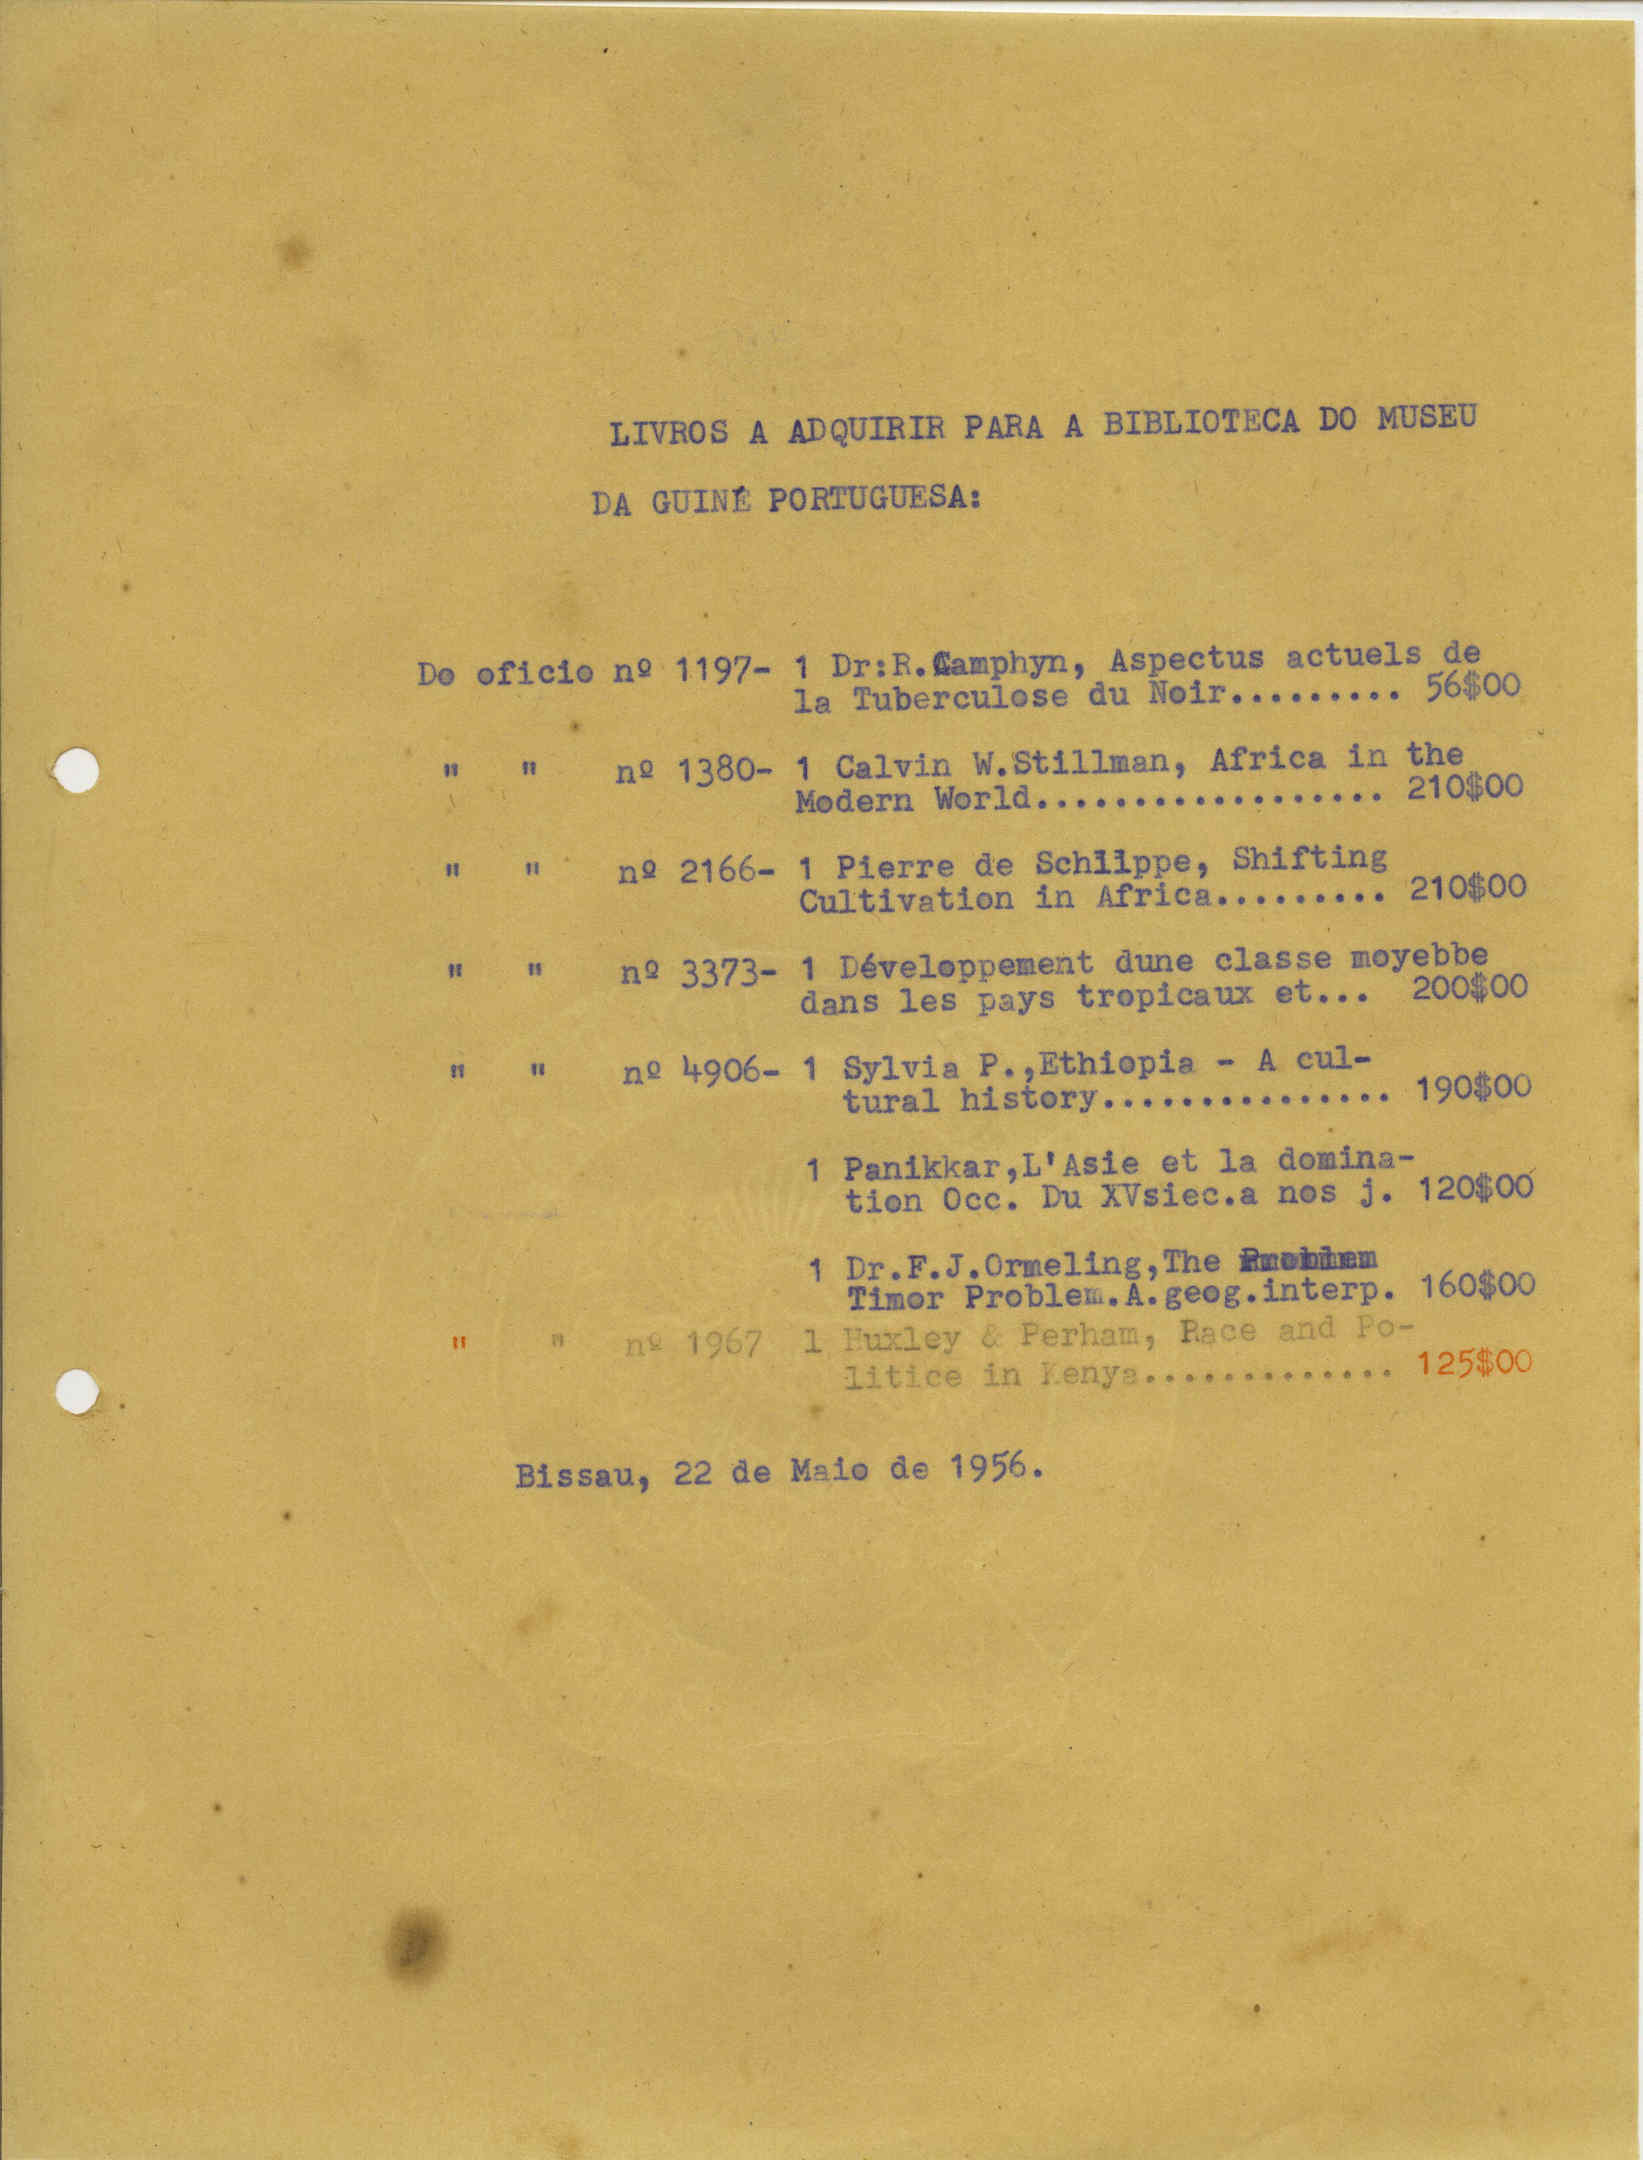 LIVROS A ADQUIRIR PARA A BIBLIOTECA DO MUSEU
DA GUINÉ PORTUGUESA:
Do oficio nº 1197- 1 Dr:R.Camphyn, Aspectus actuels de
la Tuberculose du Noir......... 56$00
" " nº 1380- 1 Calvin W.Stillman, Africa in the
Modern World.................. 210$00
" " nº 2166- 1 Pierre de Schlippe, Shifting
Cultivation in Africa......... 210$00
" " nº 3373- 1 Développement dune classe moyebbe
dans les pays tropicaux et... 200$00
" " nº 4906- 1 Sylvia P.,Ethiopia - A cul-
tural history............... 190$00
1 Panikkar,L'Asie et la domina-
tion Occ. Du XVsiec.a nos j. 120$00
1 Dr.F.J.Ormeling,The
Timor Problem.A.geog.interp. 160$00
" " nº 1967 1 Huxley & Perham, Race and Po-
litice in Kenya............. 125$00
Bissau, 22 de Maio de 1956.